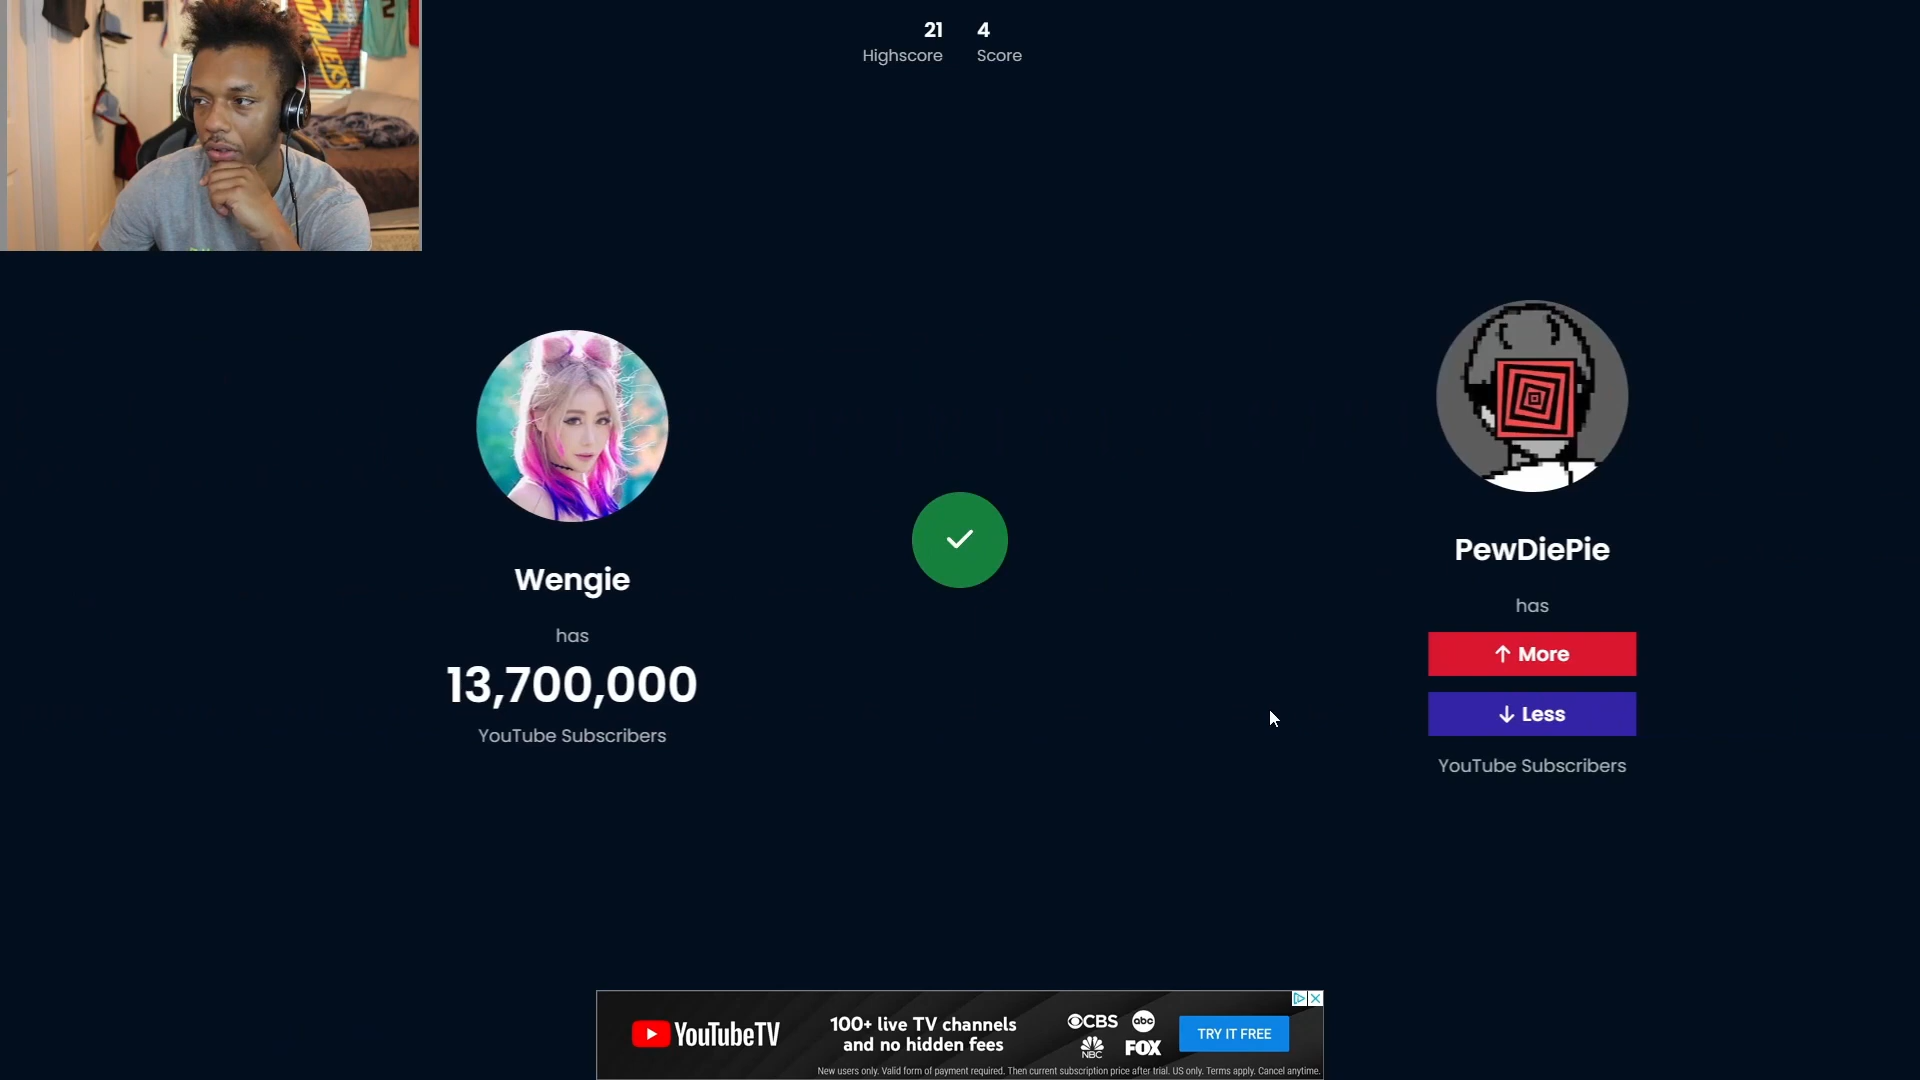 21 4
Highscore Score
Wengie
has
13,700,000
YouTube Subscribers
PewDiePie
has
↑ More
↓ Less
YouTube Subscribers
YouTubeTV
100+ live TV channels
and no hidden fees
CBS abc
NBC FOX
TRY IT FREE
New users only. Valid form of payment required. Then current subscription price after trial. US only. Terms apply. Cancel anytime.